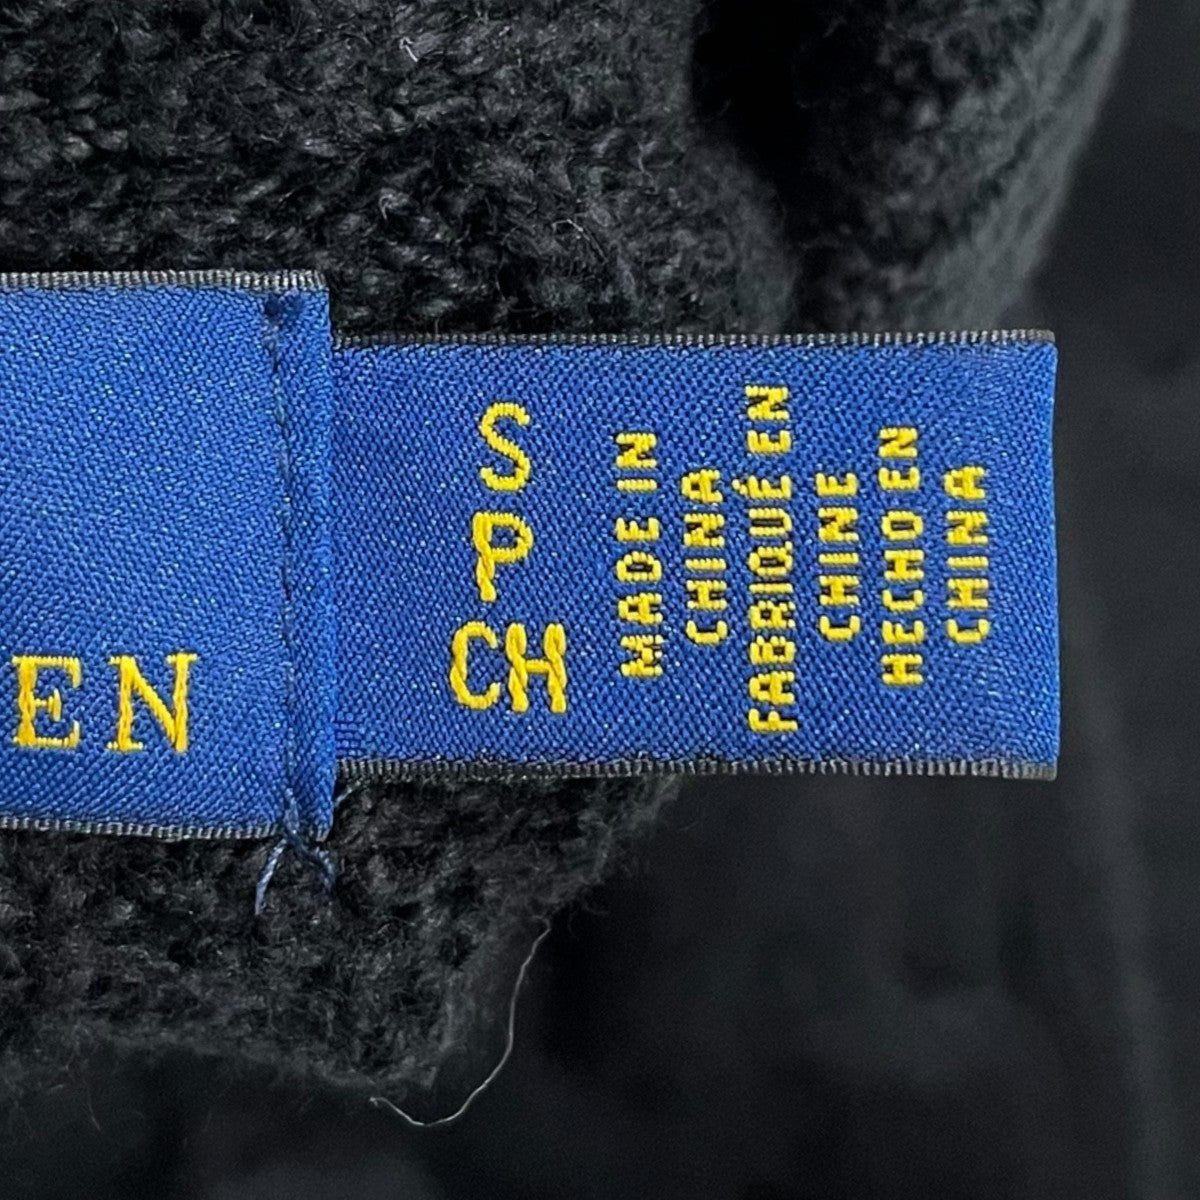 EN
S
P
CH
MADE IN
CHINA
FABRIQUÉ EN
CHINE
HECHO EN
CHINA